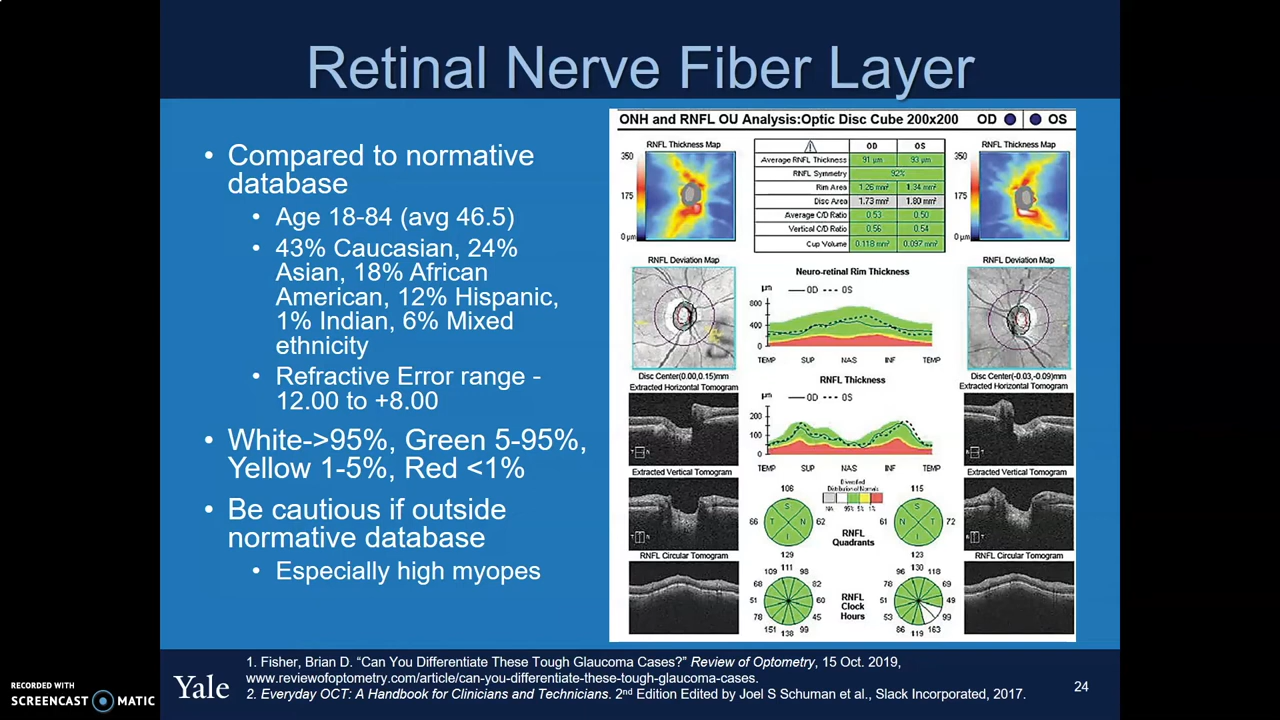 Retinal Nerve Fiber Layer
• Compared to normative
database
• Age 18-84 (avg 46.5)
• 43% Caucasian, 24%
Asian, 18% African
American, 12% Hispanic,
1% Indian, 6% Mixed
ethnicity
• Refractive Error range -
12.00 to +8.00
• White->95%, Green 5-95%,
Yellow 1-5%, Red <1%
• Be cautious if outside
normative database
• Especially high myopes
ONH and RNFL OU Analysis:Optic Disc Cube 200x200 OD OS
RNFL Thickness Map
350
175
0 µm
OD OS
Average RNFL Thickness 91 µm 93 µm
RNFL Symmetry 92%
Rim Area 1.26 mm² 1.34 mm²
Disc Area 1.73 mm² 1.80 mm²
Average C/D Ratio 0.53 0.50
Vertical C/D Ratio 0.56 0.54
Cup Volume 0.118 mm³ 0.097 mm³
RNFL Thickness Map
350
175
0 µm
RNFL Deviation Map
Disc Center(0.00,0.15)mm
Neuro-retinal Rim Thickness
µm OD OS
800
400
0
TEMP SUP NAS INF TEMP
RNFL Deviation Map
Disc Center(-0.03,-0.09)mm
Extracted Horizontal Tomogram
RNFL Thickness
µm OD OS
200
100
0
TEMP SUP NAS INF TEMP
Extracted Horizontal Tomogram
Extracted Vertical Tomogram
Diversified
Distribution of Normals
NA 95% 5% 1%
Extracted Vertical Tomogram
106
66 S T N I 62
129
RNFL
Quadrants
115
61 S N T I 72
123
RNFL Circular Tomogram
111
109 98
68 82
51 60
78 45
151 99
138
RNFL
Clock
Hours
130
96 118
78 69
51 49
53 99
86 163
119
RNFL Circular Tomogram
1. Fisher, Brian D. “Can You Differentiate These Tough Glaucoma Cases?” Review of Optometry, 15 Oct. 2019,
www.reviewofoptometry.com/article/can-you-differentiate-these-tough-glaucoma-cases.
2. Everyday OCT: A Handbook for Clinicians and Technicians. 2nd Edition Edited by Joel S Schuman et al., Slack Incorporated, 2017.
Yale
24
RECORDED WITH
SCREENCAST MATIC